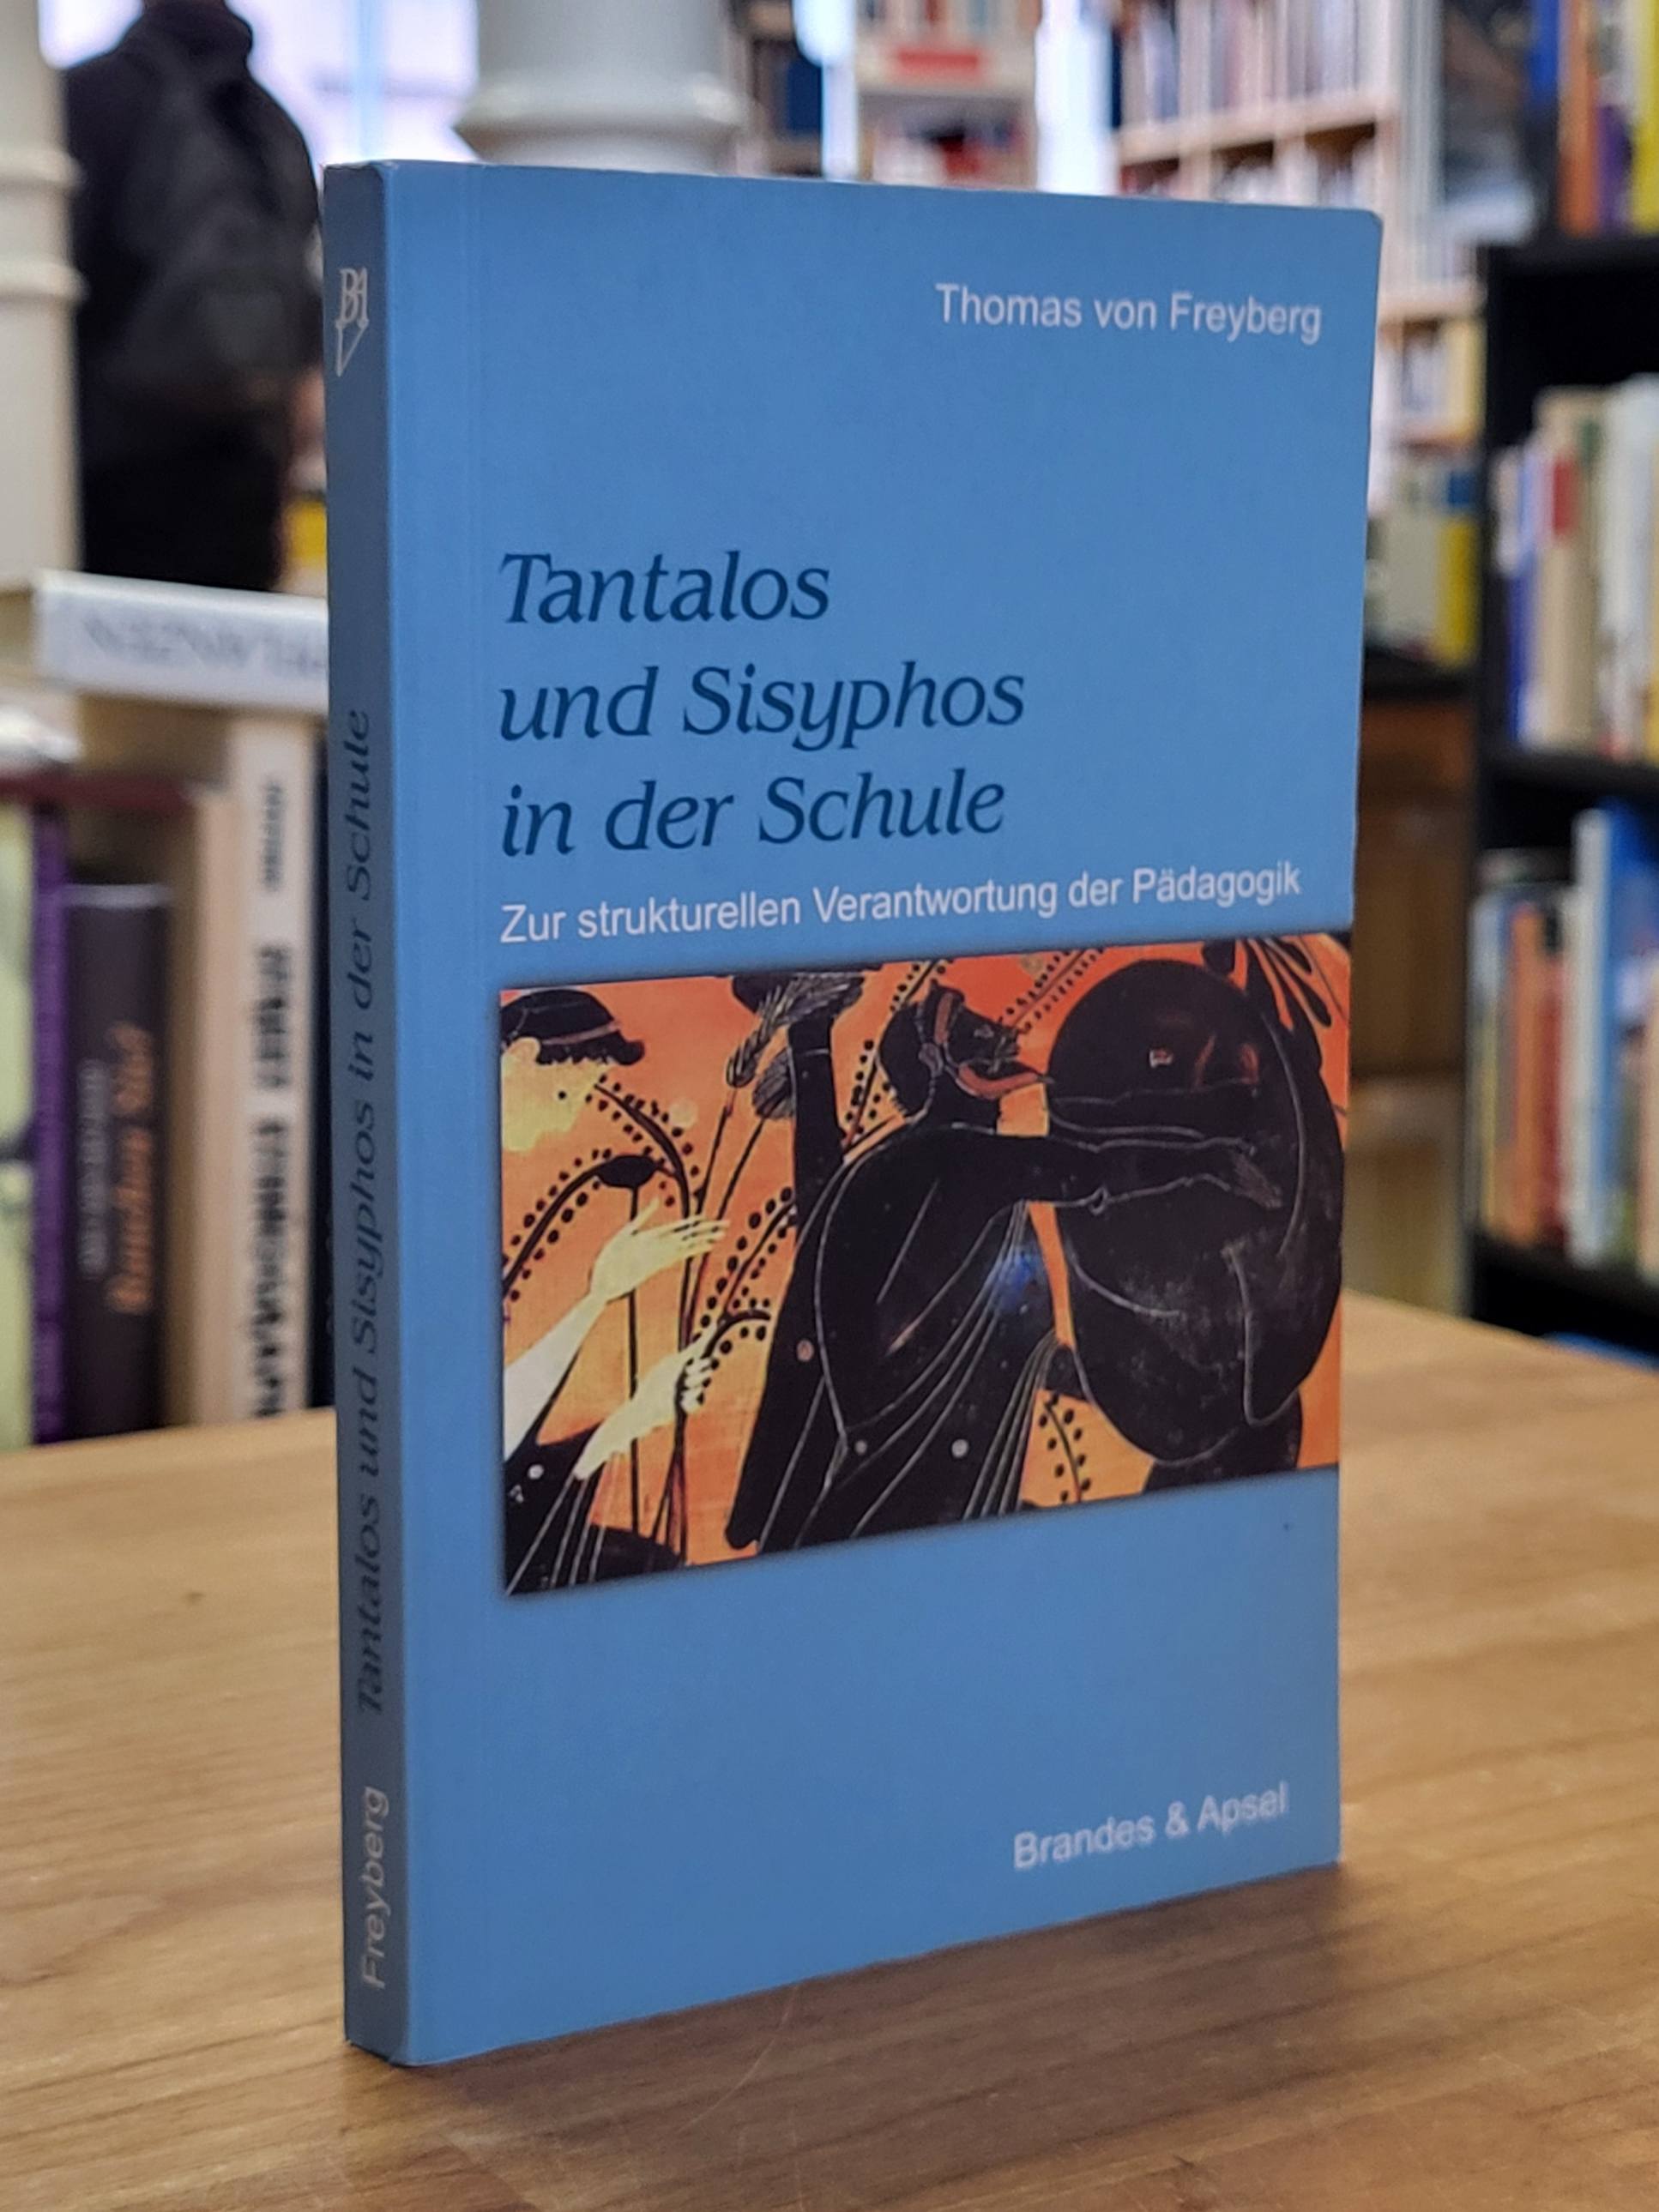 Thomas von Freyberg
Tantalos
und Sisyphos
in der Schule
Zur strukturellen Verantwortung der Pädagogik
Brandes & Apsel
Freyberg Tantalos und Sisyphos in der Schule